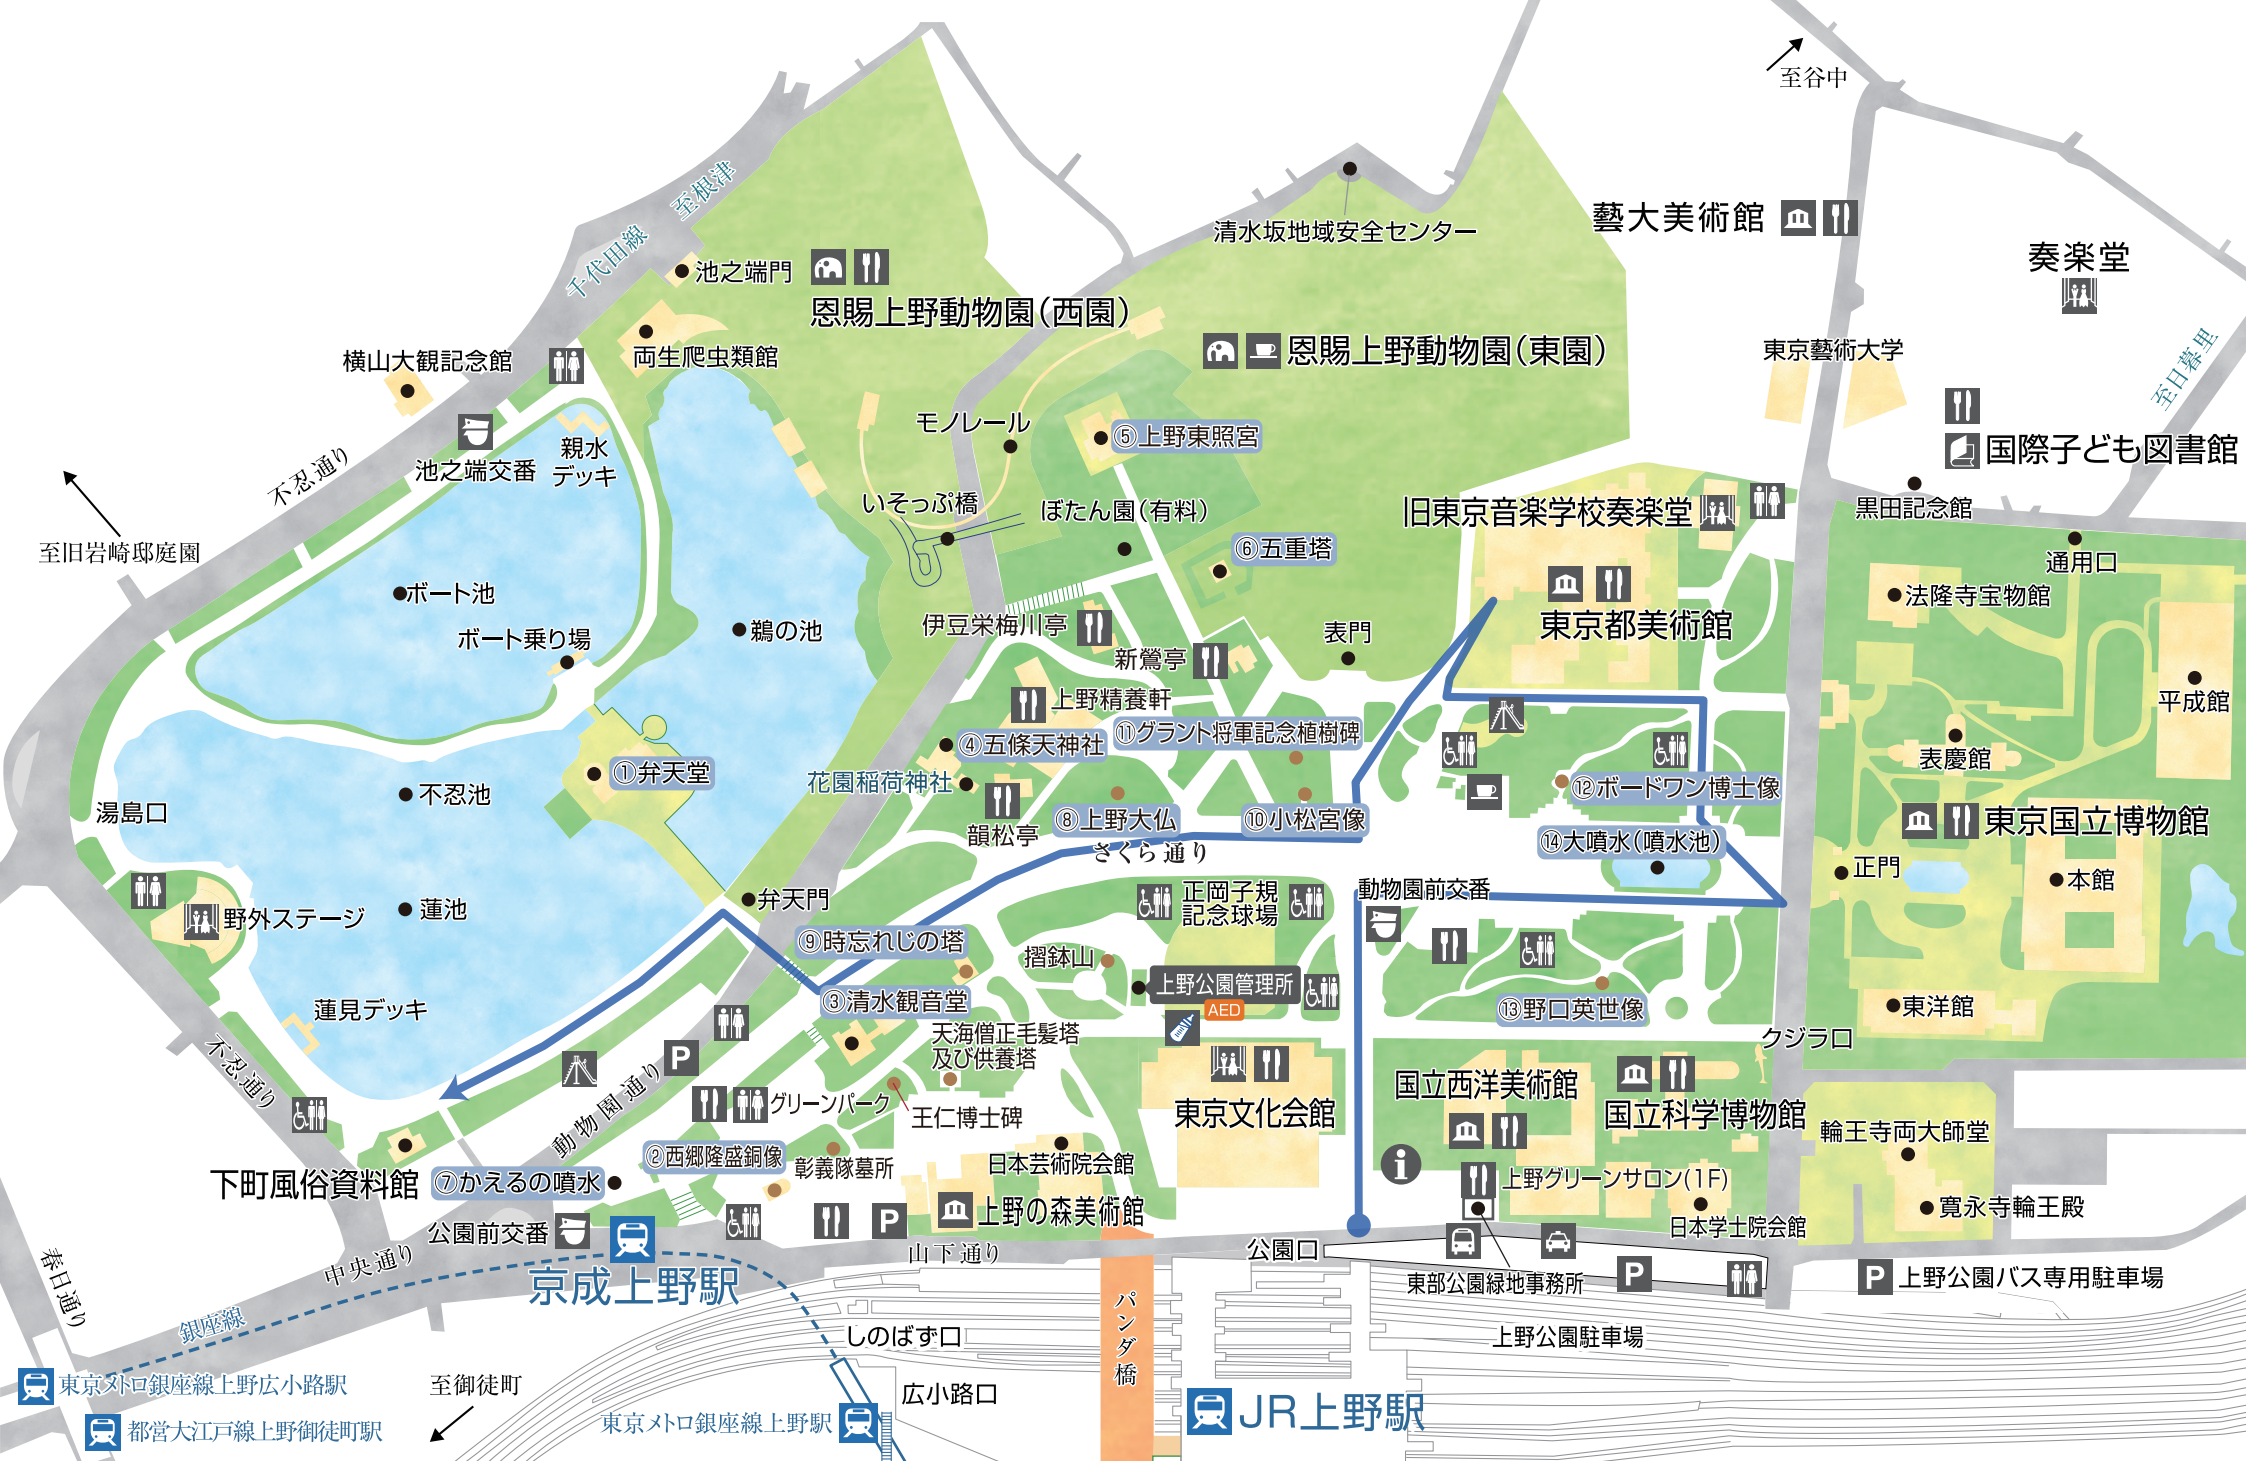 至谷中
至根津
千代田線
清水坂地域安全センター
藝大美術館
奏楽堂
池之端門
恩賜上野動物園(西園)
恩賜上野動物園(東園)
両生爬虫類館
横山大観記念館
東京藝術大学
至日暮里
モノレール
⑤上野東照宮
池之端交番
親水
デッキ
国際子ども図書館
不忍通り
いそっぷ橋
ぼたん園(有料)
旧東京音楽学校奏楽堂
黒田記念館
至旧岩崎邸庭園
⑥五重塔
通用口
ボート池
法隆寺宝物館
伊豆栄梅川亭
表門
東京都美術館
ボート乗り場
鵜の池
新鶯亭
上野精養軒
平成館
⑪グラント将軍記念植樹碑
④五條天神社
表慶館
①弁天堂
花園稲荷神社
⑫ボードワン博士像
不忍池
湯島口
韻松亭
⑧上野大仏
⑩小松宮像
東京国立博物館
⑭大噴水(噴水池)
さくら通り
正門
本館
弁天門
正岡子規
記念球場
動物園前交番
蓮池
野外ステージ
⑨時忘れじの塔
摺鉢山
上野公園管理所
AED
③清水観音堂
⑬野口英世像
東洋館
蓮見デッキ
クジラ口
天海僧正毛髪塔
及び供養塔
不忍通り
P
動物園通り
グリーンパーク
王仁博士碑
東京文化会館
国立西洋美術館
国立科学博物館
輪王寺両大師堂
②西郷隆盛銅像
彰義隊墓所
日本芸術院会館
下町風俗資料館
⑦かえるの噴水
上野グリーンサロン(1F)
i
上野の森美術館
P
日本学士院会館
寛永寺輪王殿
公園前交番
山下通り
公園口
中央通り
春日通り
京成上野駅
東部公園緑地事務所
P
P
上野公園バス専用駐車場
銀座線
しのばず口
パンダ橋
上野公園駐車場
東京メトロ銀座線上野広小路駅
至御徒町
広小路口
都営大江戸線上野御徒町駅
東京メトロ銀座線上野駅
JR上野駅